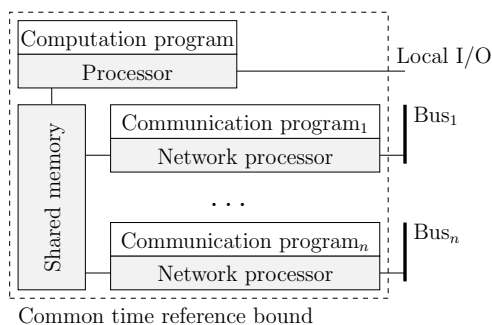 Computation program
Processor
Local I/O
Shared memory
Communication program₁
Network processor
Bus₁
...
Communication programₙ
Network processor
Busₙ
Common time reference bound